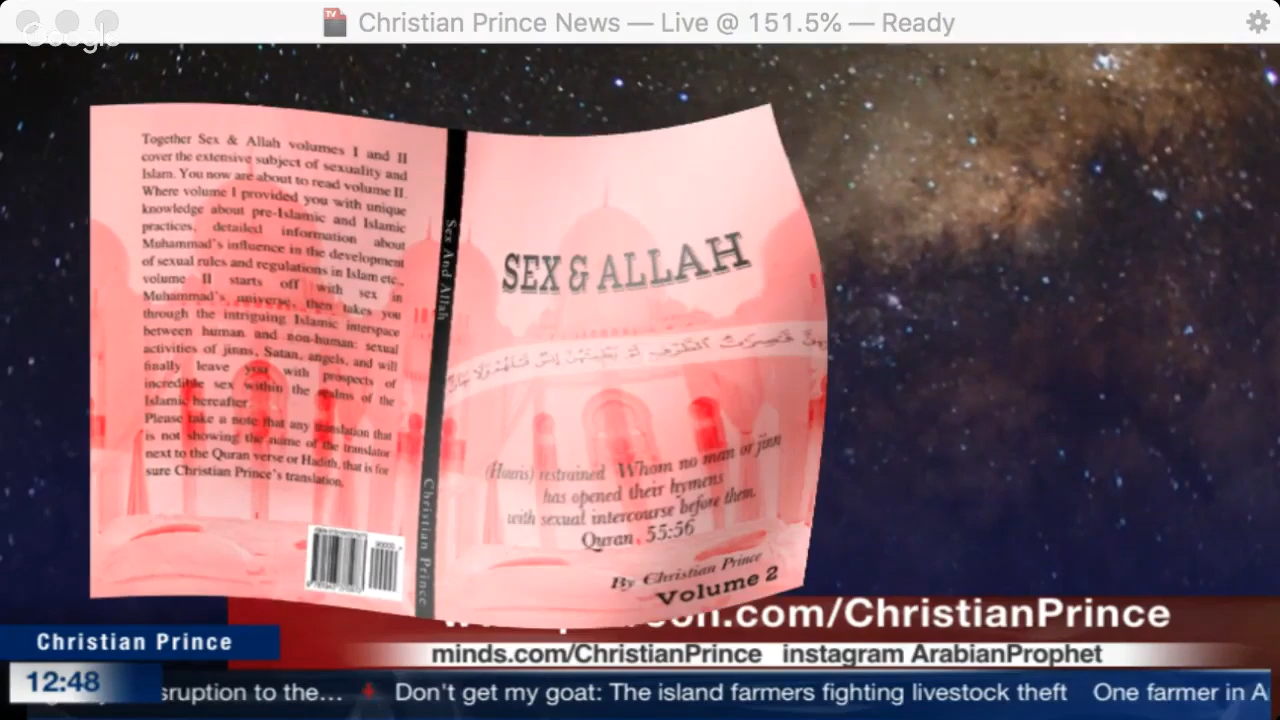 Christian Prince News — Live @ 151.5% — Ready
Google
Together Sex & Allah volumes I and II
cover the extensive subject of sexuality and
Islam. You now are about to read volume II.
Where volume I provided you with unique
knowledge about pre-Islamic and Islamic
practices, detailed information about
Muhammad's influence in the development
of sexual rules and regulations in Islam etc.,
volume II starts off with sex in
Muhammad's universe, then takes you
through the intriguing Islamic interspace
between human and non-human: sexual
activities of jinns, Satan, angels, and will
finally leave you with prospects of
incredible sex within the realms of the
Islamic hereafter
Please take a note that any translation that
is not showing the name of the translator
next to the Quran verse or Hadith, that is for
sure Christian Prince's translation.
Sex And Allah
Christian Prince
SEX & ALLAH
(Houris) restrained Whom no man or jinn
has opened their hymens
with sexual intercourse before them.
Quran, 55:56
By Christian Prince
Volume 2
.com/ChristianPrince
Christian Prince
minds.com/ChristianPrince instagram ArabianProphet
12:48
sruption to the... Don't get my goat: The island farmers fighting livestock theft One farmer in A